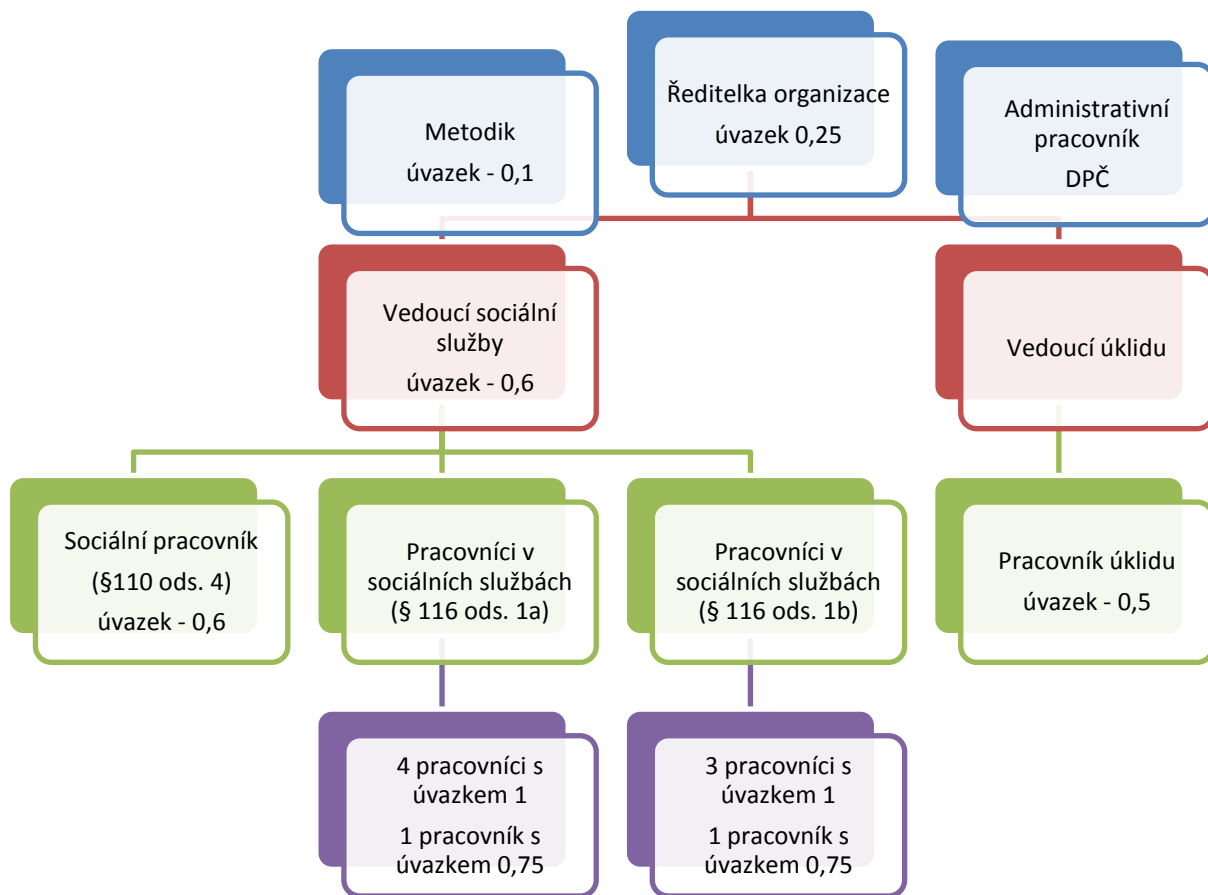 Metodik
úvazek - 0,1
Ředitelka organizace
úvazek 0,25
Administrativní
pracovník
DPČ
Vedoucí sociální
služby
úvazek - 0,6
Vedoucí úklidu
Sociální pracovník
(§110 ods. 4)
úvazek - 0,6
Pracovníci v
sociálních službách
(§ 116 ods. 1a)
Pracovníci v
sociálních službách
(§ 116 ods. 1b)
Pracovník úklidu
úvazek - 0,5
4 pracovníci s
úvazkem 1
1 pracovník s
úvazkem 0,75
3 pracovníci s
úvazkem 1
1 pracovník s
úvazkem 0,75